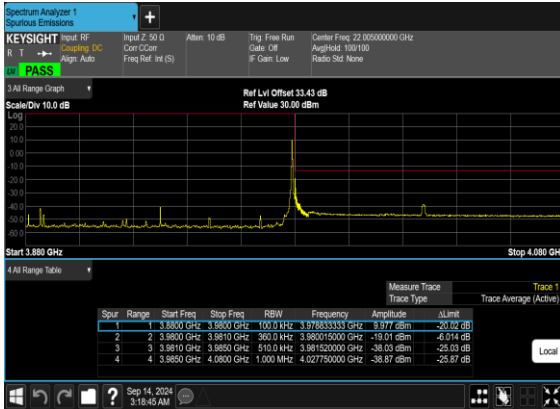 Spectrum Analyzer 1
Spurious Emissions
+
KEYSIGHT Input: RF Input Z: 50 Ω Atten: 10 dB Trig: Free Run Center Freq: 22.005000000 GHz
R T Coupling: DC Corr CCorr Gate: Off Avg|Hold: 100/100
Align: Auto Freq Ref: Int (S) IF Gain: Low Radio Std: None
PASS
3 All Range Graph
Ref Lvl Offset 33.43 dB
Scale/Div 10.0 dB Ref Value 30.00 dBm
Log
20.0
10.0
0.00
-10.0
-20.0
-30.0
-40.0
-50.0
-60.0
Start 3.880 GHz Stop 4.080 GH
4 All Range Table
Measure Trace Trace 1
Trace Type Trace Average (Active)
Spur Range Start Freq Stop Freq RBW Frequency Amplitude ΔLimit
1 1 3.8800 GHz 3.9800 GHz 100.0 kHz 3.978833333 GHz 9.977 dBm -20.02 dB
2 2 3.9800 GHz 3.9810 GHz 360.0 kHz 3.980015000 GHz -19.01 dBm -6.014 dB
3 3 3.9810 GHz 3.9850 GHz 510.0 kHz 3.981520000 GHz -38.03 dBm -25.03 dB
4 4 3.9850 GHz 4.0800 GHz 1.000 MHz 4.027750000 GHz -38.87 dBm -25.87 dB
Local
Sep 14, 2024
3:18:45 AM